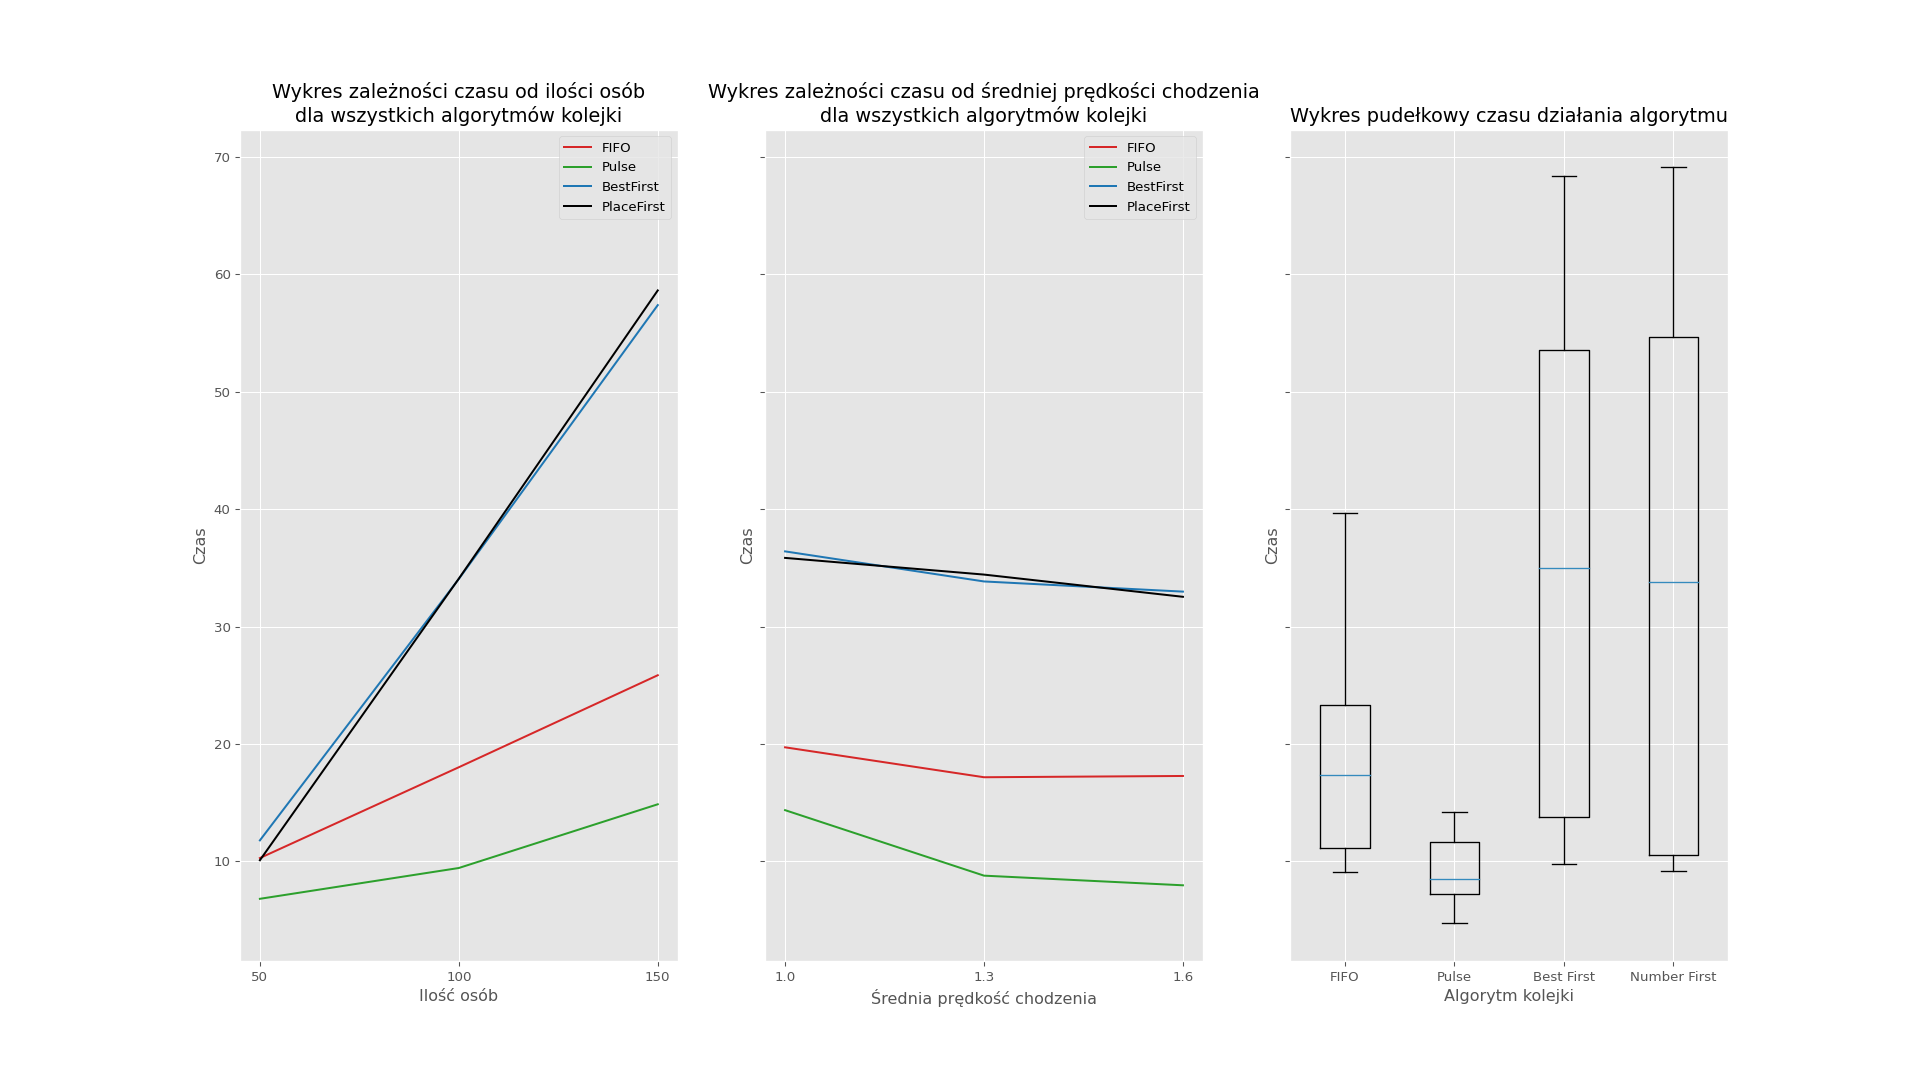 Wykres zależności czasu od ilości osób
dla wszystkich algorytmów kolejki
70
60
50
40
30
20
10
Czas
50
100
150
Ilość osób
FIFO
Pulse
BestFirst
PlaceFirst
Wykres zależności czasu od średniej prędkości chodzenia
dla wszystkich algorytmów kolejki
Czas
1.0
1.3
1.6
Średnia prędkość chodzenia
FIFO
Pulse
BestFirst
PlaceFirst
Wykres pudełkowy czasu działania algorytmu
Czas
FIFO
Pulse
Best First
Number First
Algorytm kolejki